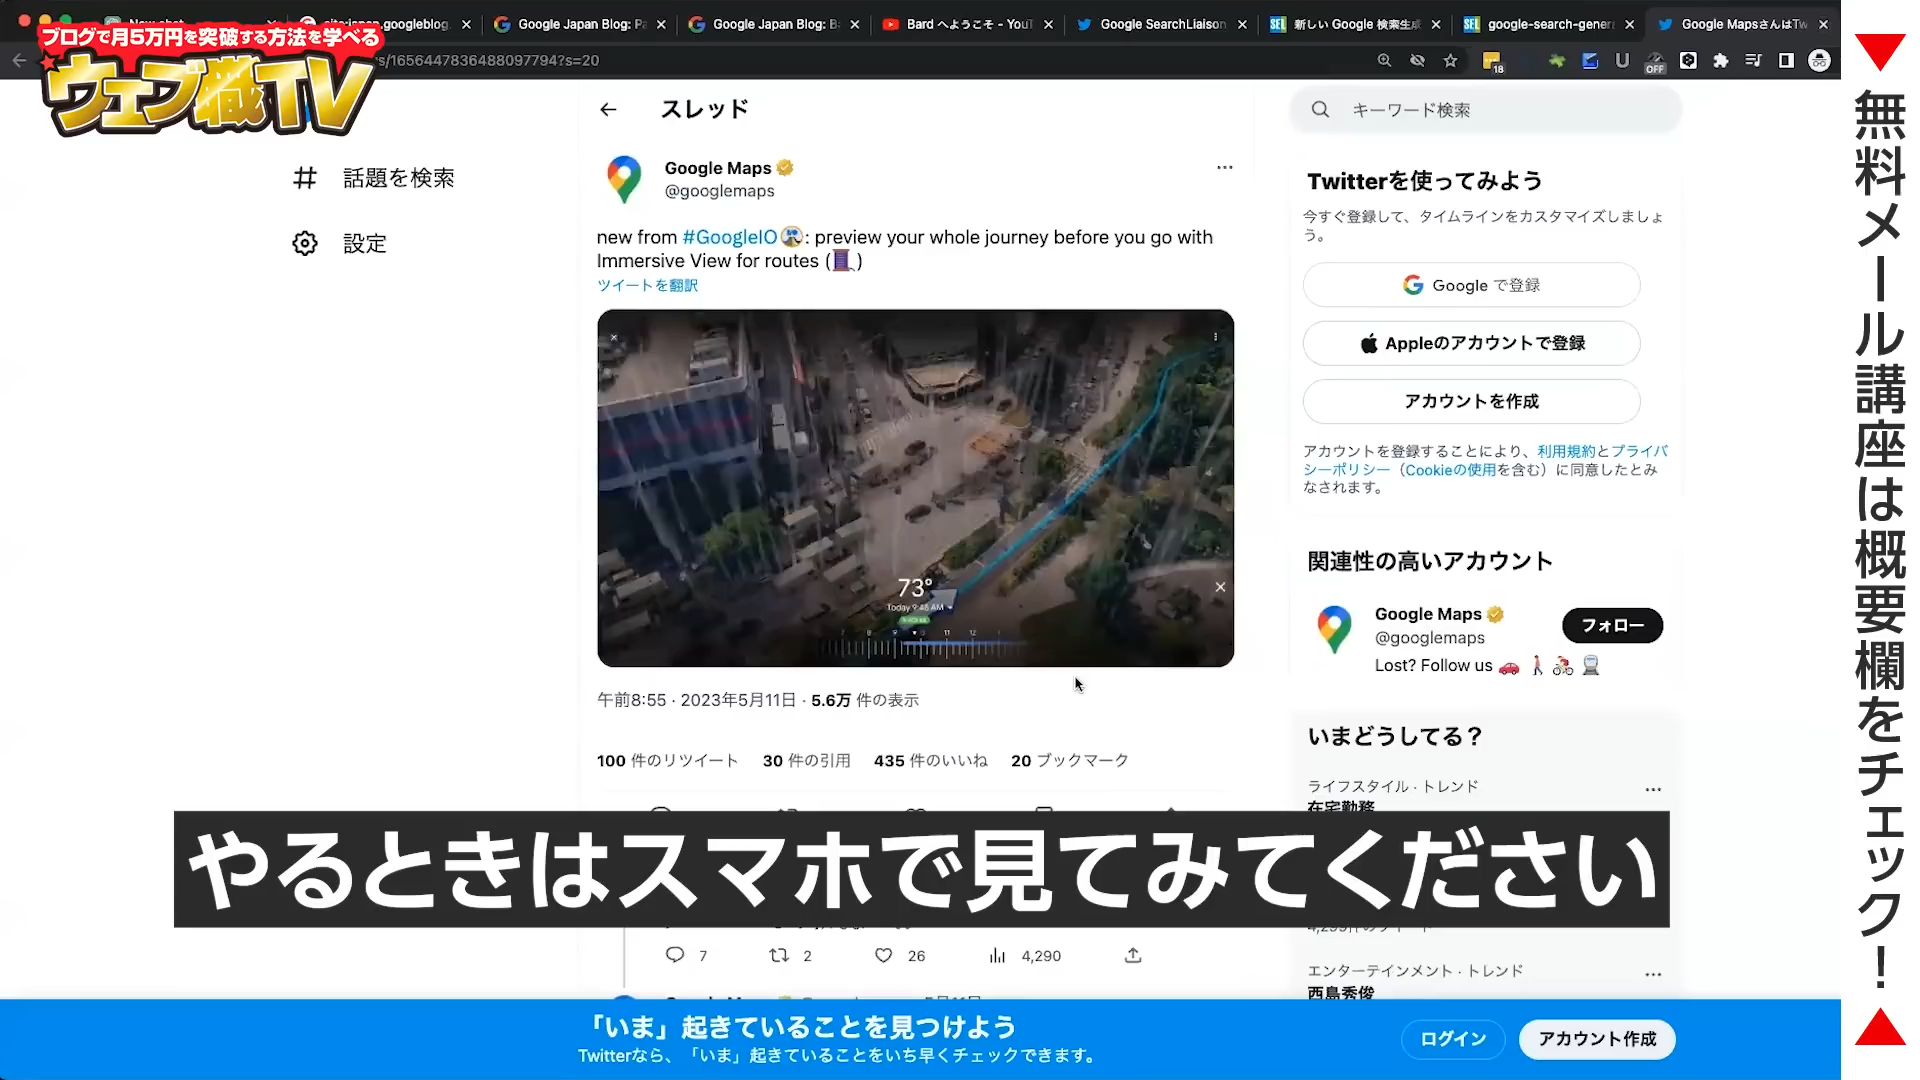 ブログで月5万円を突破する方法を学べる
ウェブ職TV
New chat
site:japan.googleblog.
Google Japan Blog: Pa
Google Japan Blog: B
Bard へようこそ - YouT
Google SearchLiaison
新しい Google 検索生成
google-search-genera
Google MapsさんはTw
s/1656447836488097794?s=20
18
OFF
話題を検索
設定
スレッド
Google Maps
@googlemaps
new from #GoogleIO: preview your whole journey before you go with
Immersive View for routes (🧵)
ツイートを翻訳
73°
Today 9:48 AM
午前8:55 · 2023年5月11日 · 5.6万 件の表示
100 件のリツイート 30 件の引用 435 件のいいね 20 ブックマーク
やるときはスマホで見てみてください
7 2 26 4,290
キーワード検索
Twitterを使ってみよう
今すぐ登録して、タイムラインをカスタマイズしましょ
う。
Google で登録
Appleのアカウントで登録
アカウントを作成
アカウントを登録することにより、利用規約とプライバ
シーポリシー（Cookieの使用を含む）に同意したとみ
なされます。
関連性の高いアカウント
Google Maps
@googlemaps
フォロー
Lost? Follow us 🚗🚶🚴🚆
いまどうしてる？
ライフスタイル · トレンド
在宅勤務
エンターテインメント · トレンド
西島秀俊
「いま」起きていることを見つけよう
Twitterなら、「いま」起きていることをいち早くチェックできます。
ログイン
アカウント作成
無料メール講座は概要欄をチェック！